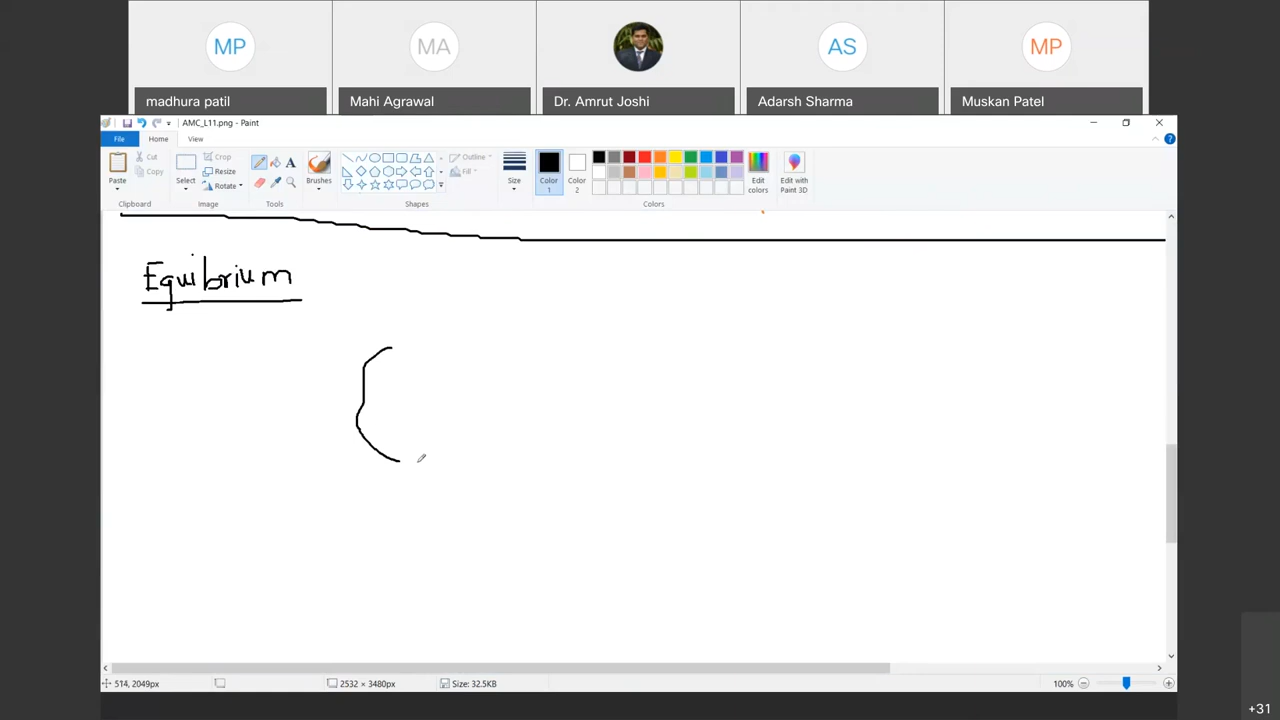 MP
MA
AS
MP
madhura patil
Mahi Agrawal
Dr. Amrut Joshi
Adarsh Sharma
Muskan Patel
AMC_L11.png - Paint
File
Home
View
Paste
Cut
Copy
Select
Crop
Resize
Rotate
A
Brushes
Outline
Fill
Size
Color 1
Color 2
Edit colors
Edit with Paint 3D
Clipboard
Image
Tools
Shapes
Colors
Equibrium
514, 2049px
2532 × 3480px
Size: 32.5KB
100%
+31